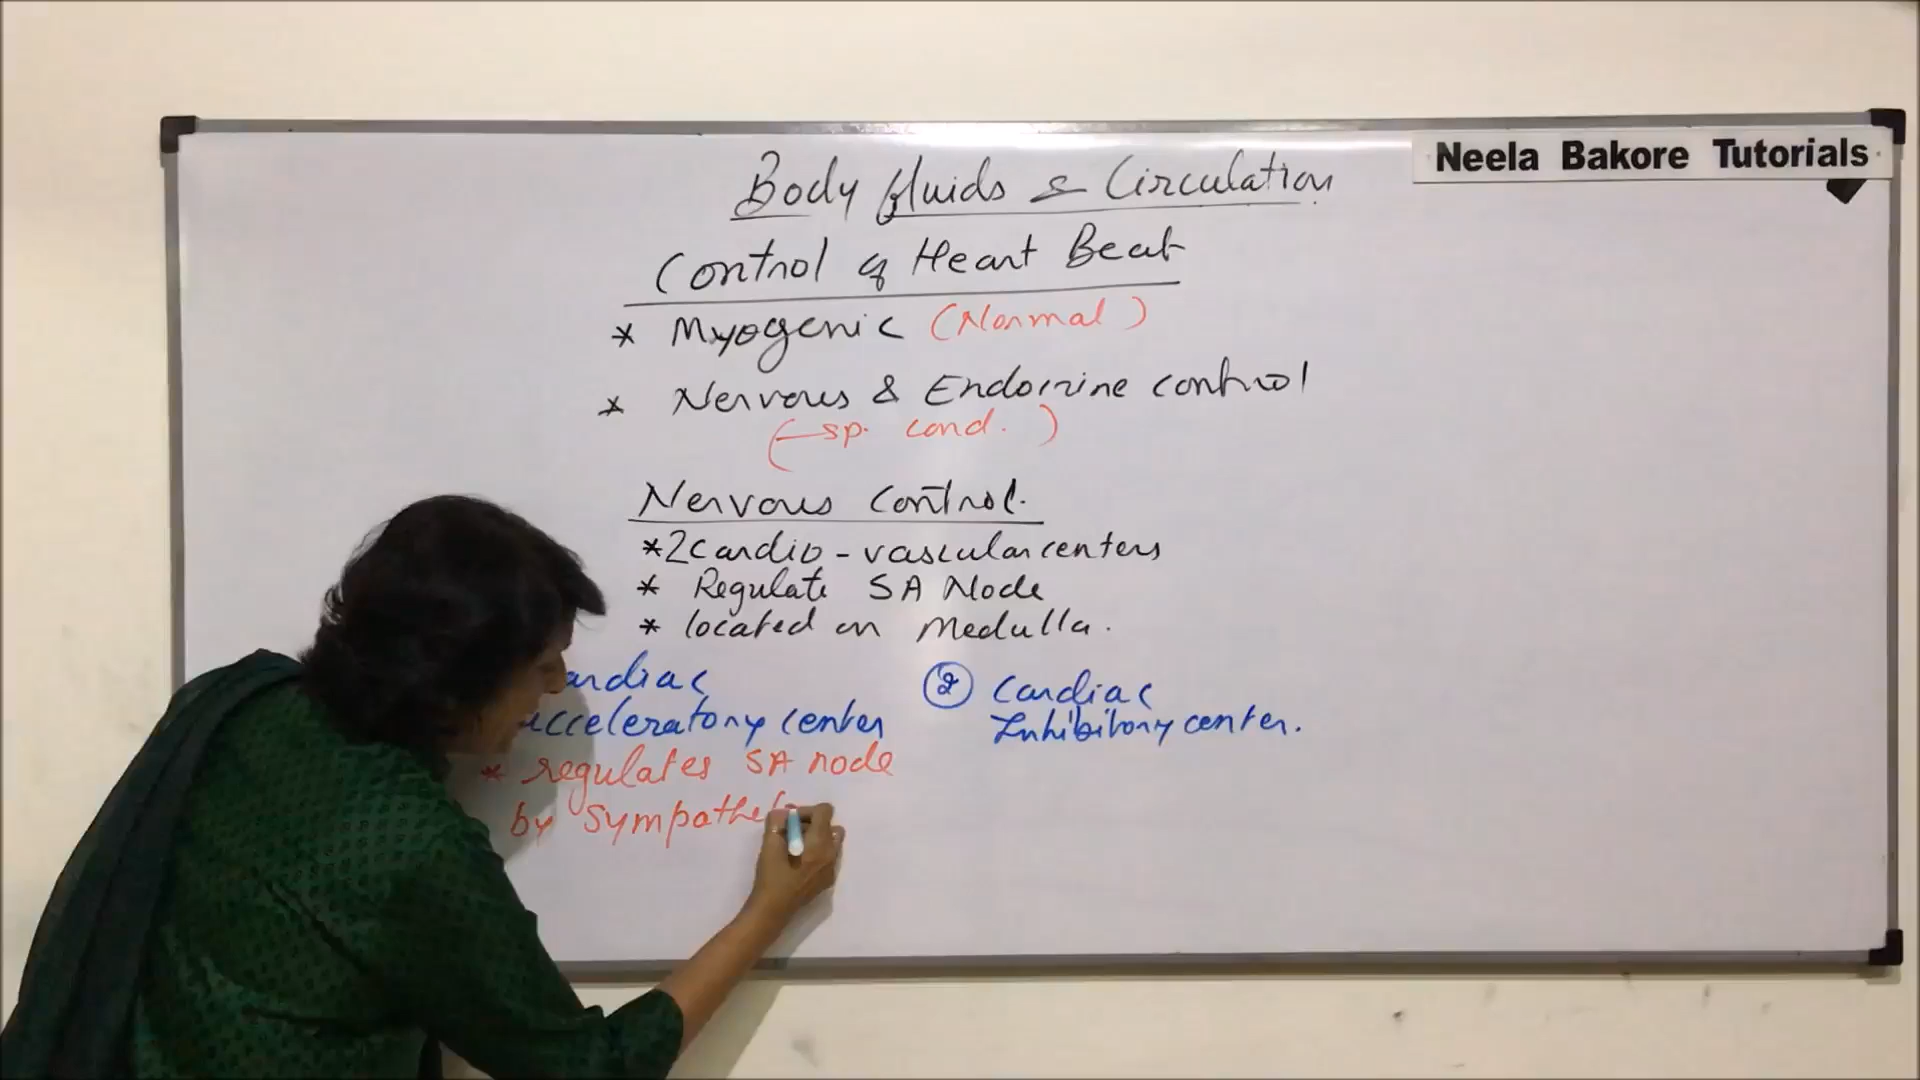 Neela Bakore Tutorials
Body fluids & Circulation
Control of Heart Beat
* Myogenic (Normal)
* Nervous & Endocrine control
(sp. cond.)
Nervous Control.
*2 Cardio-vascular centers
* Regulate SA Node
* located in Medulla.
ardiac
cceleratory center
* regulates SA node
by Sympathe
② Cardiac
Inhibitory center.